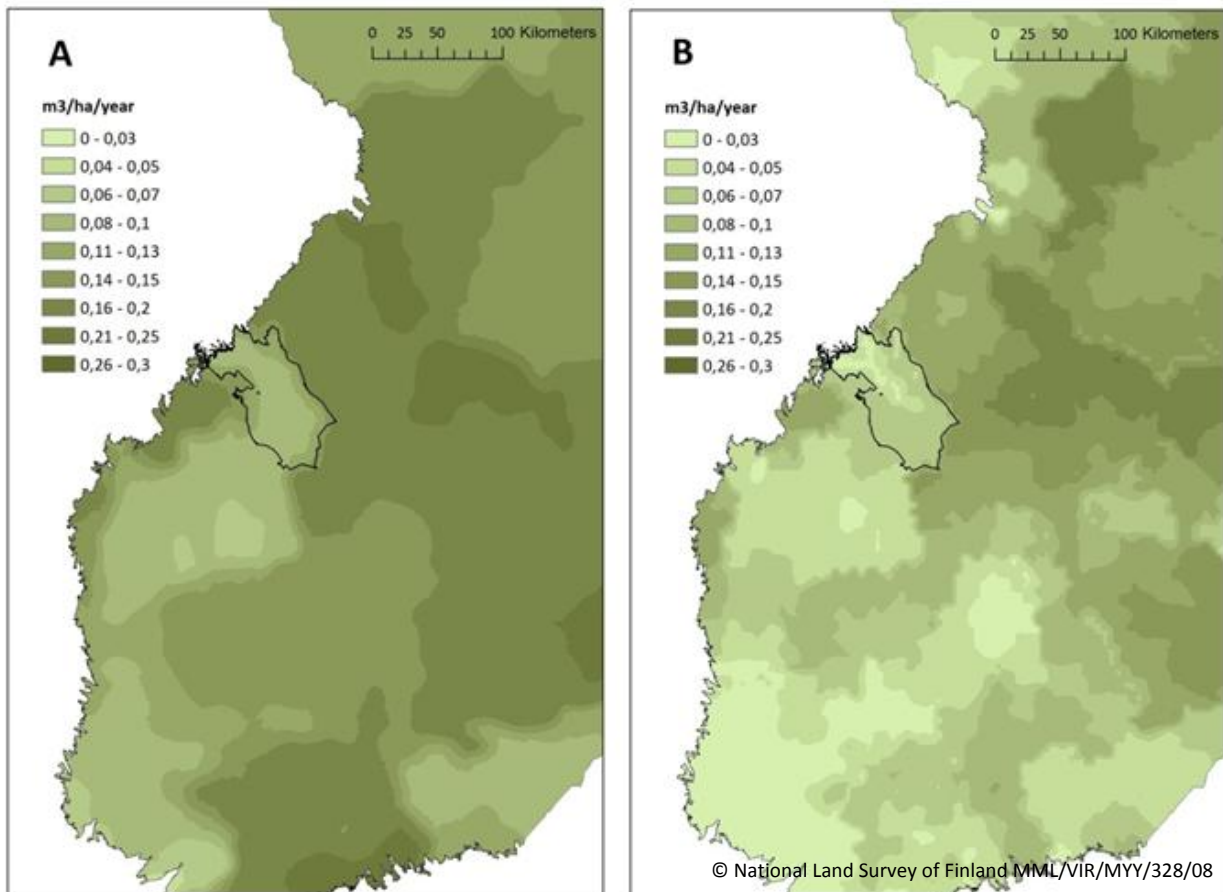 A
0 25 50 100 Kilometers
m3/ha/year
0 - 0,03
0,04 - 0,05
0,06 - 0,07
0,08 - 0,1
0,11 - 0,13
0,14 - 0,15
0,16 - 0,2
0,21 - 0,25
0,26 - 0,3
B
0 25 50 100 Kilometers
m3/ha/year
0 - 0,03
0,04 - 0,05
0,06 - 0,07
0,08 - 0,1
0,11 - 0,13
0,14 - 0,15
0,16 - 0,2
0,21 - 0,25
0,26 - 0,3
© National Land Survey of Finland MML/VIR/MYY/328/08